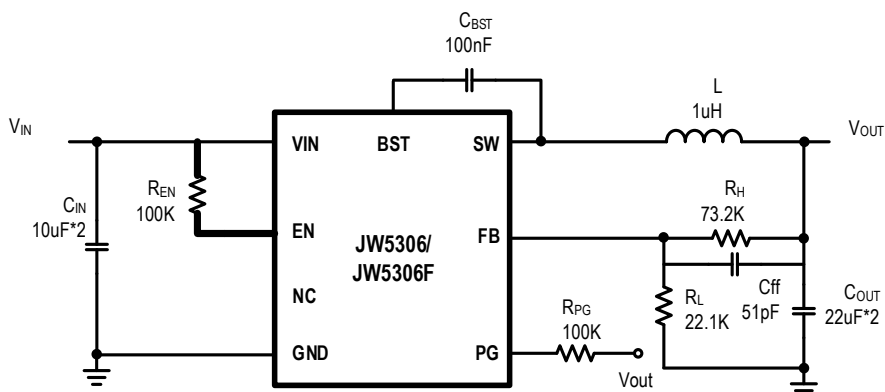 CBST
100nF
L
1uH
VIN
VOUT
VIN
BST
SW
REN
100K
CIN
10uF*2
RH
73.2K
EN
FB
JW5306/
JW5306F
NC
RPG
100K
RL
22.1K
Cff
51pF
COUT
22uF*2
GND
PG
Vout